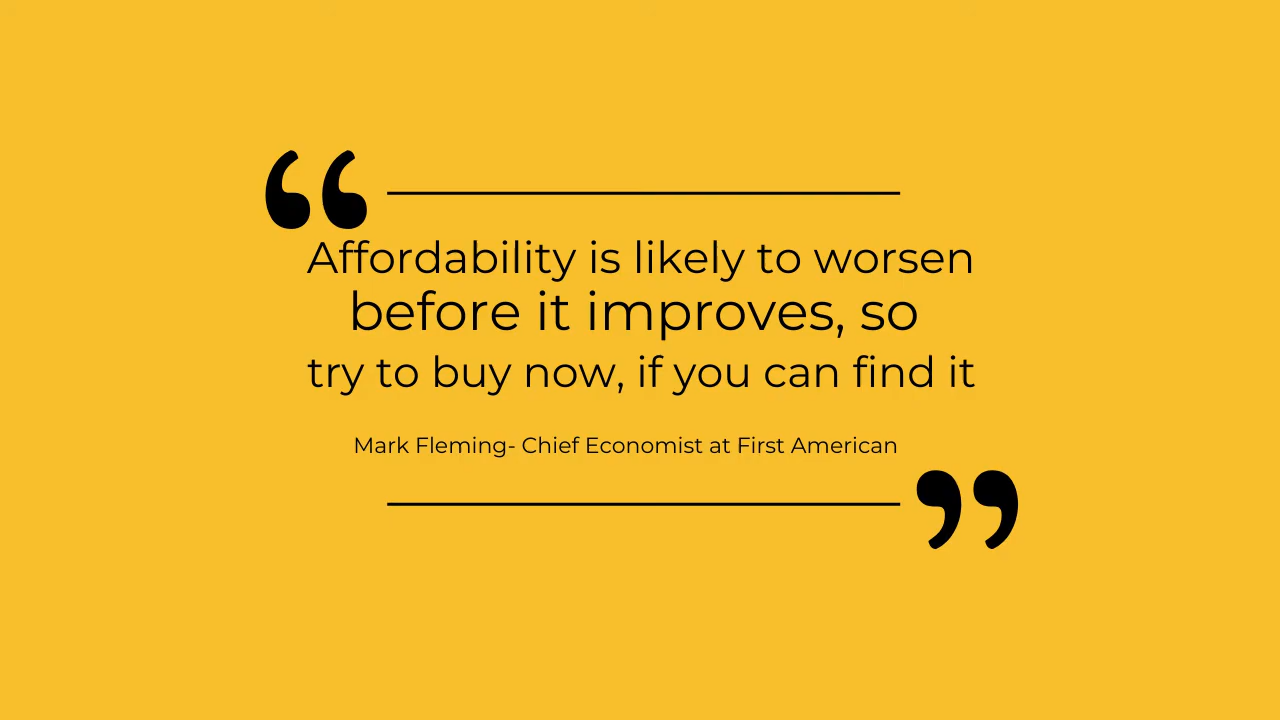 “
Affordability is likely to worsen
before it improves, so
try to buy now, if you can find it
Mark Fleming- Chief Economist at First American
”